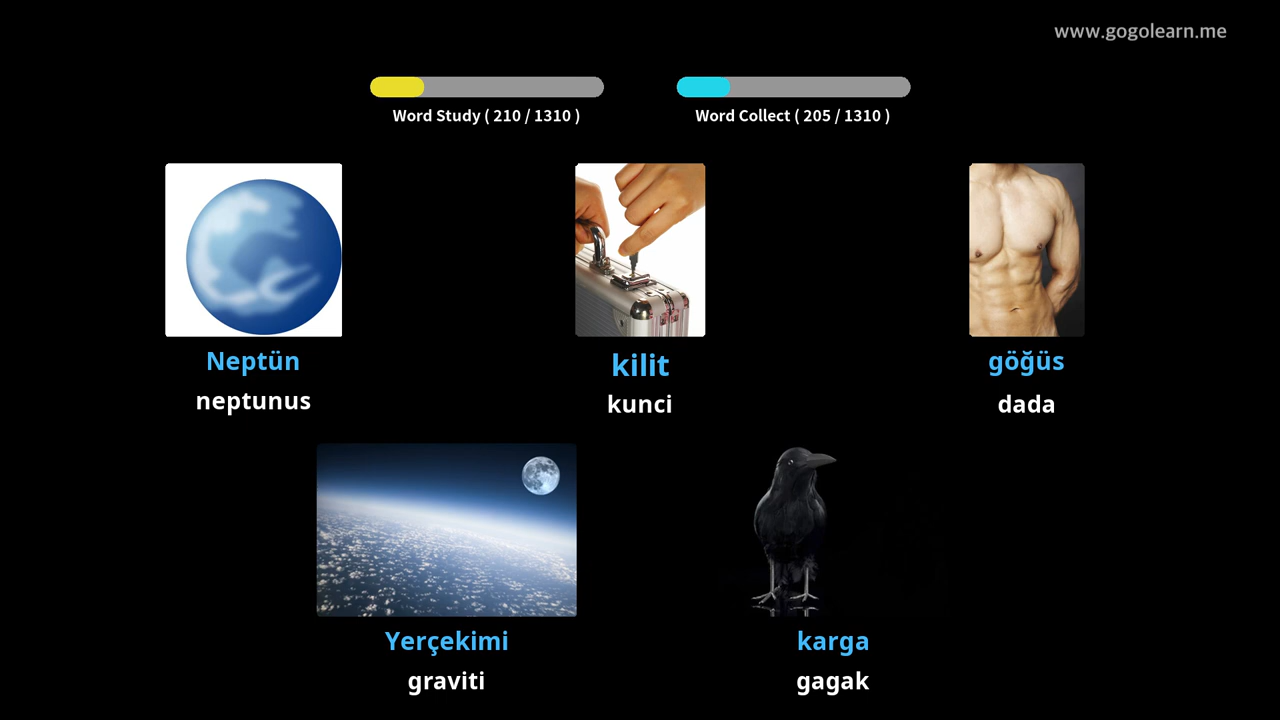 www.gogolearn.me
Word Study ( 210 / 1310 )
Word Collect ( 205 / 1310 )
Neptün
neptunus
kilit
kunci
göğüs
dada
Yerçekimi
graviti
karga
gagak